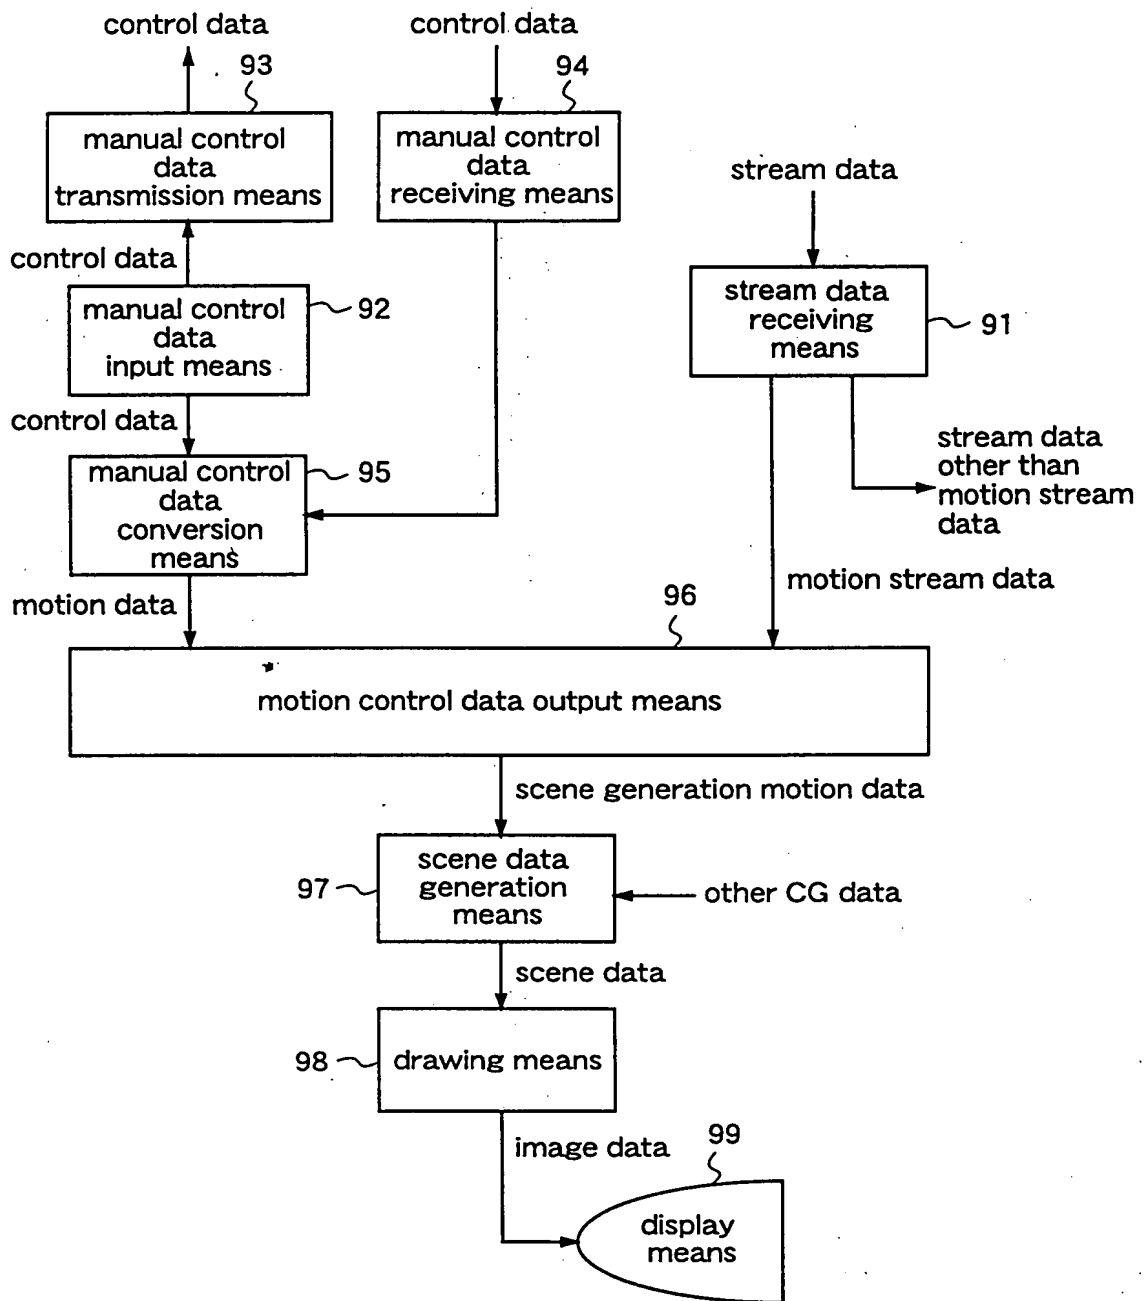 control data
93
manual control
data
transmission means
control data
94
manual control
data
receiving means
stream data
stream data
receiving
means
91
control data
manual control
data
input means
92
control data
manual control
data
conversion
means
95
stream data
other than
motion stream
data
motion data
motion stream data
96
motion control data output means
scene generation motion data
97
scene data
generation
means
other CG data
scene data
98
drawing means
image data
99
display
means